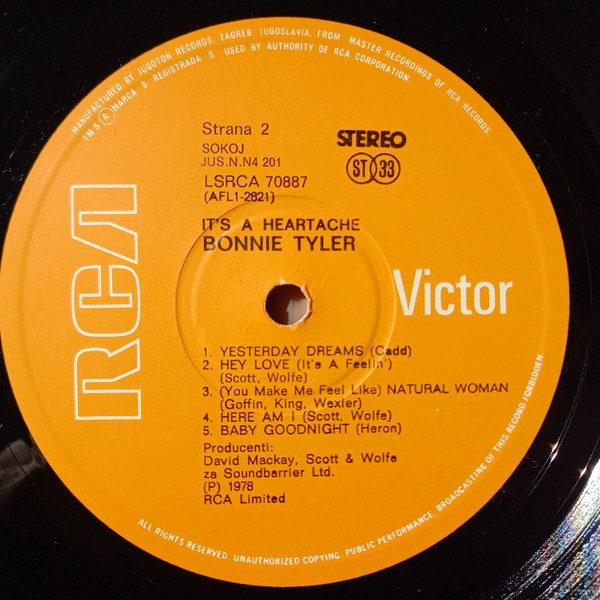 MANUFACTURED BY JUGOTON RECORDS, ZAGREB, JUGOSLAVIA, FROM MASTER RECORDINGS OF RCA RECORDS
TM S ® MARCA S REGISTRADA S USED BY AUTHORITY OF RCA CORPORATION.
Strana 2
SOKOJ
JUS.N.N4 201
LSRCA 70887
(AFL1-2821)
STEREO
ST 33
IT'S A HEARTACHE
BONNIE TYLER
RCA
Victor
1. YESTERDAY DREAMS (Cadd)
2. HEY LOVE (It's A Feelin')
(Scott, Wolfe)
3. (You Make Me Feel Like) NATURAL WOMAN
(Goffin, King, Wexler)
4. HERE AM I (Scott, Wolfe)
5. BABY GOODNIGHT (Heron)
Producenti:
David Mackay, Scott & Wolfe
za Soundbarrier Ltd.
(P) 1978
RCA Limited
ALL RIGHTS RESERVED. UNAUTHORIZED COPYING. PUBLIC PERFORMANCE. BROADCASTING OF THIS RECORD FORBIDDEN